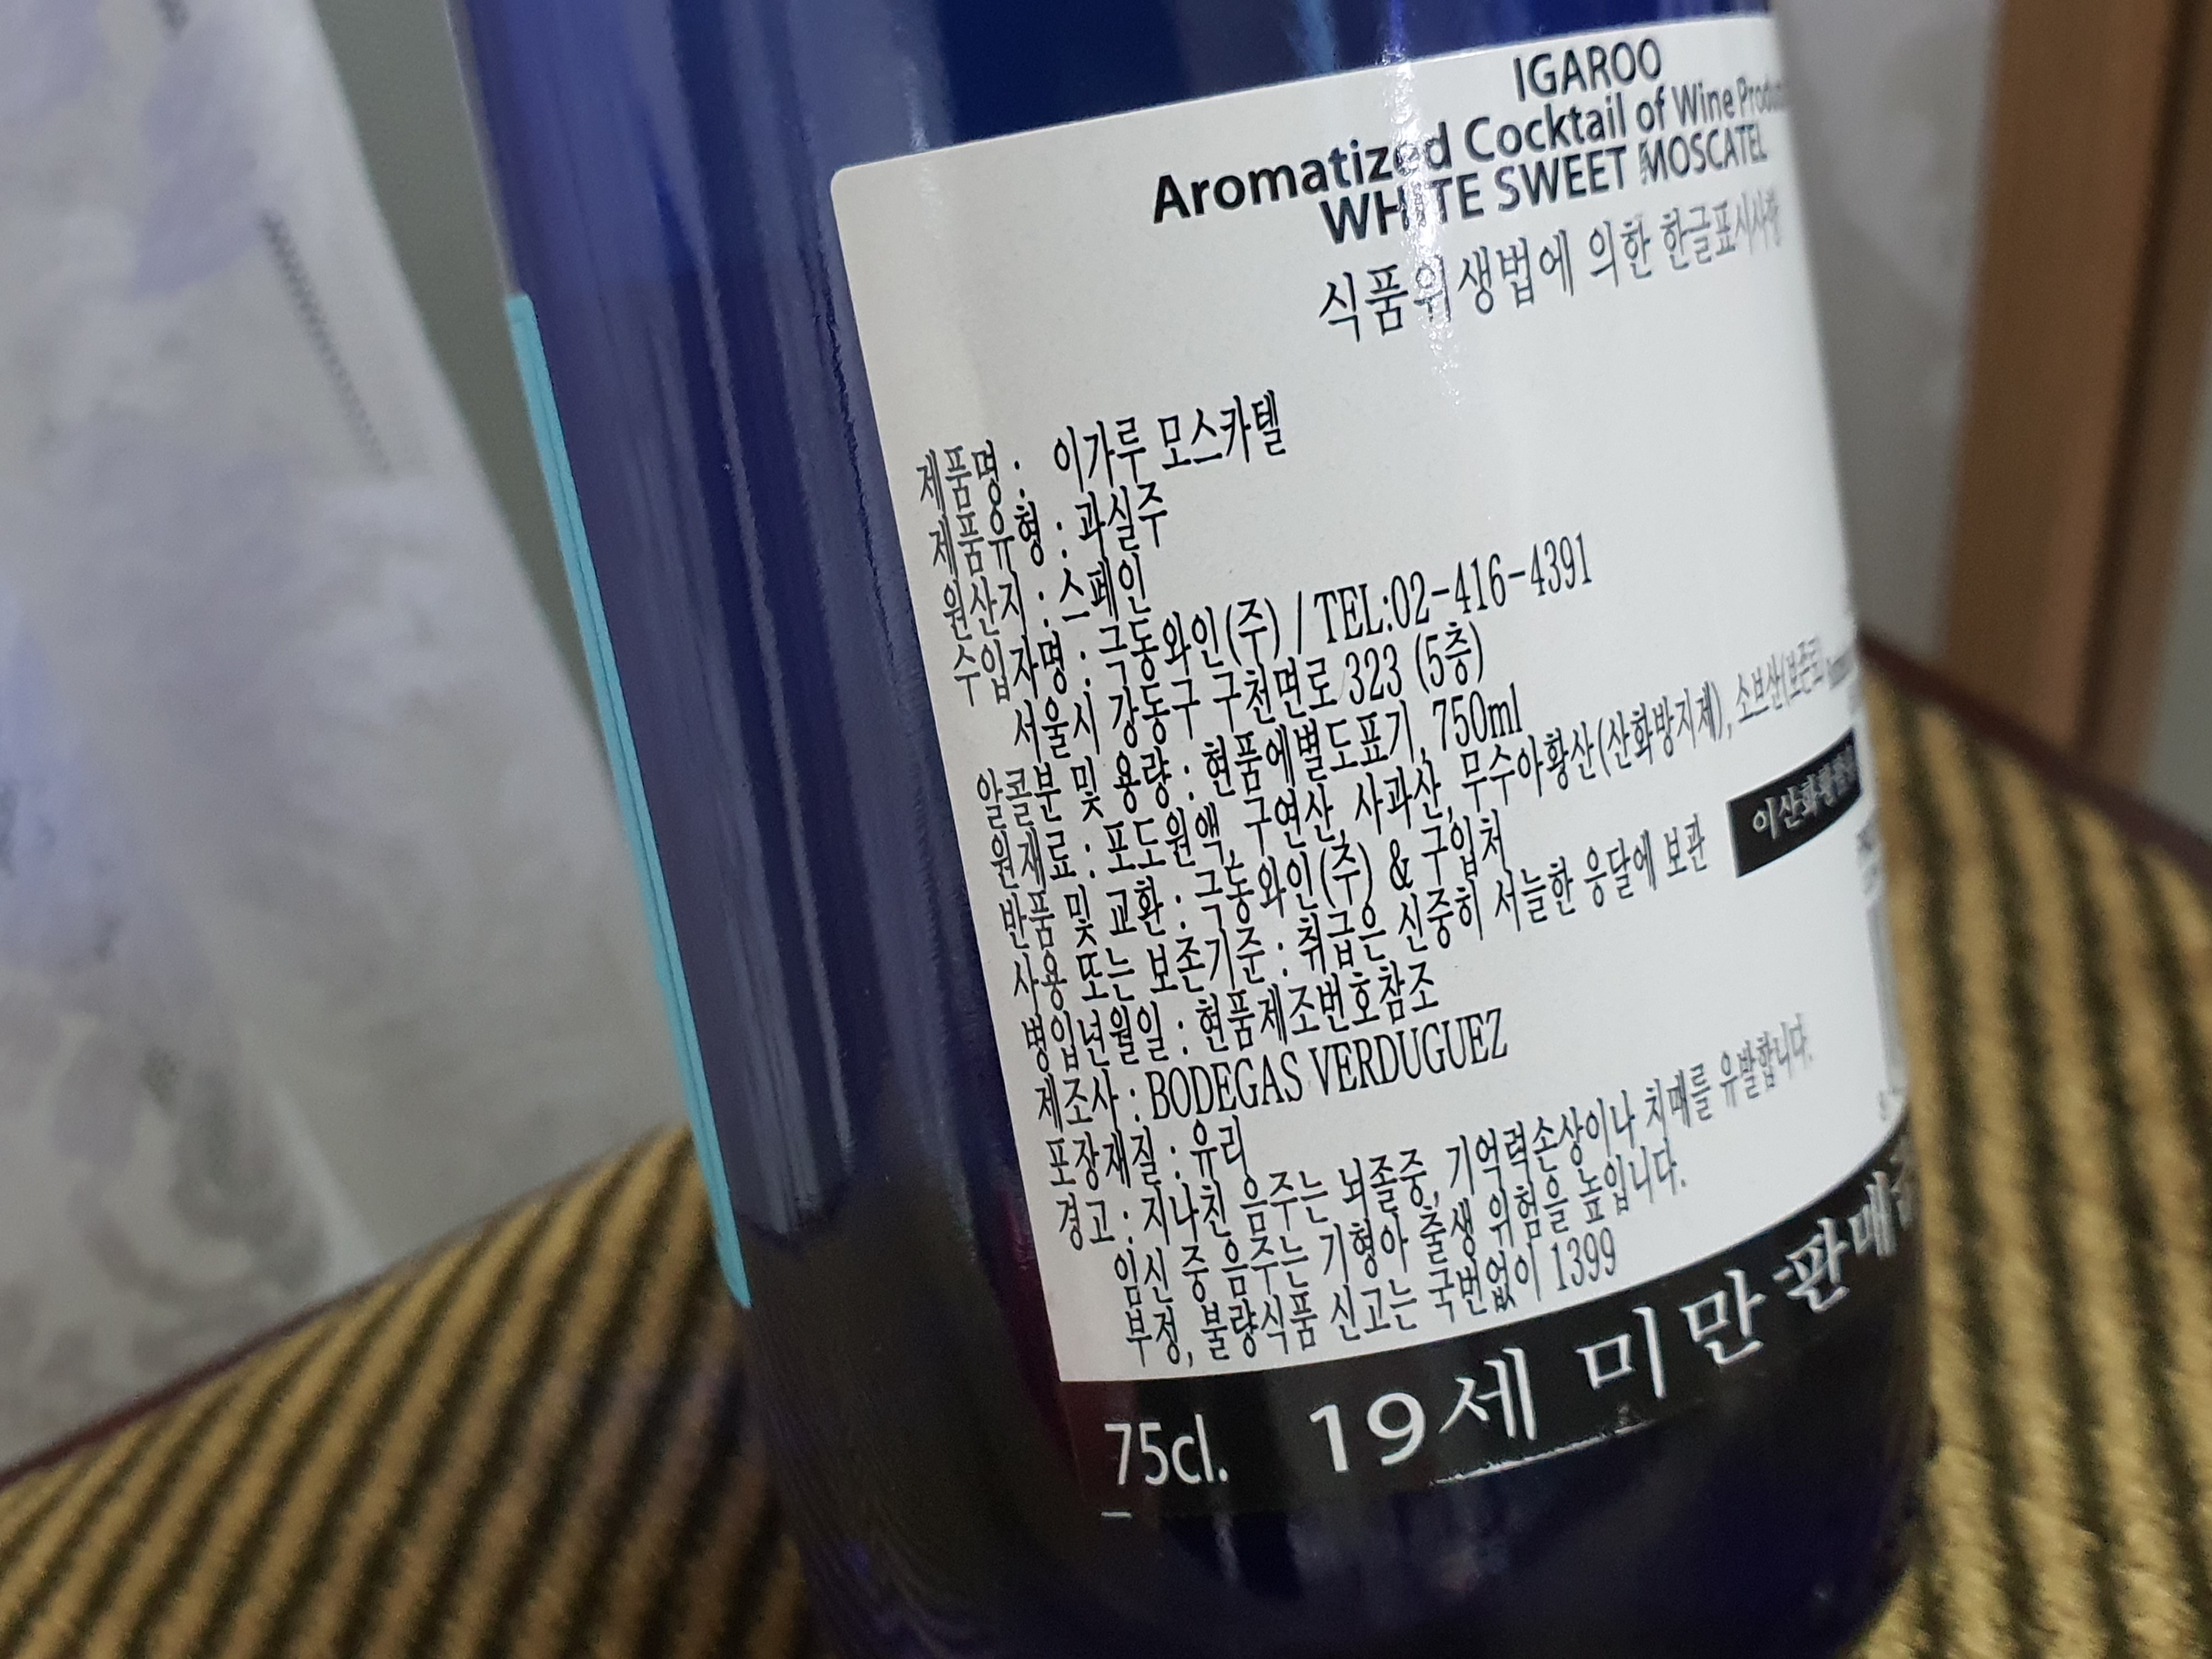 IGAROO
Aromatized Cocktail of Wine
WHITE SWEET MOSCATEL
식품위생법에 의한 한글표시사항
제품명 : 이가루 모스카텔
제품유형 : 과실주
원산지 : 스페인
수입자명 : 극동와인(주) / TEL:02-416-4391
서울시 강동구 구천면로 323 (5층)
알콜분 및 용량 : 현품에별도표기, 750ml
원재료 : 포도원액, 구연산, 사과산, 무수아황산(산화방지제), 소브산(보존료)
이산화황함유
반품 및 교환 : 극동와인(주) & 구입처
사용 또는 보존기준 : 취급은 신중히 서늘한 응달에 보관
병입년월일 : 현품제조번호참조
제조사 : BODEGAS VERDUGUEZ
포장재질 : 유리
경고 : 지나친 음주는 뇌졸중, 기억력손상이나 치매를 유발합니다.
임신 중 음주는 기형아 출생 위험을 높입니다.
부정, 불량식품 신고는 국번없이 1399
75cl. 19세 미만 판매